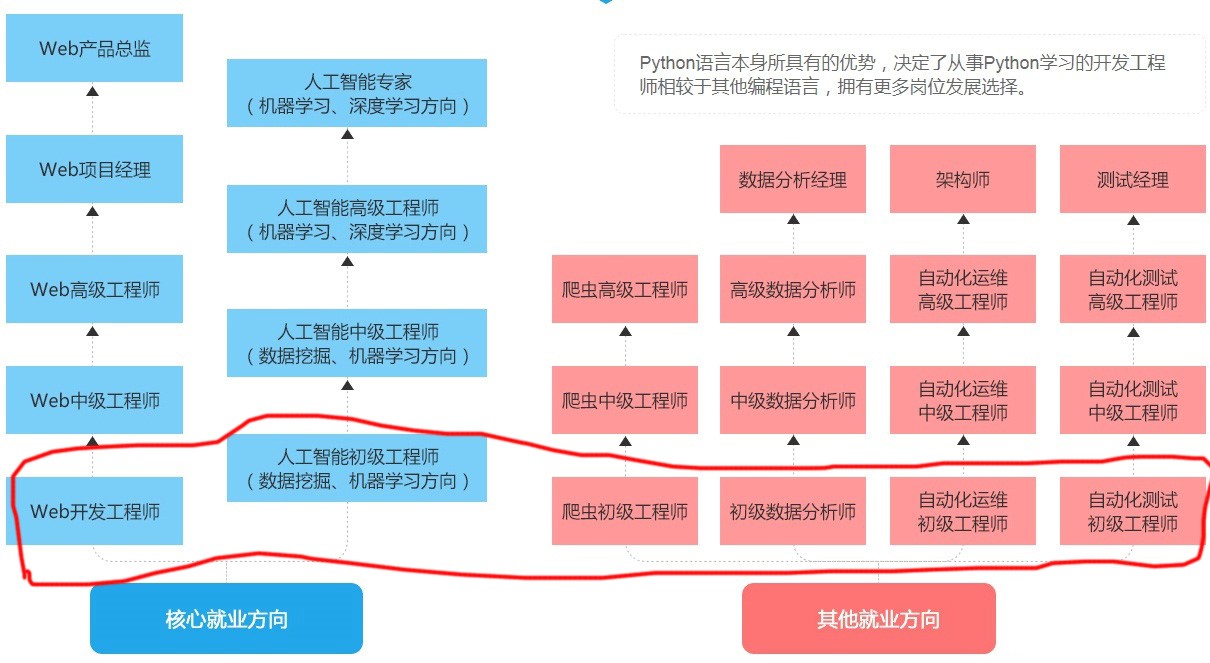 Web产品总监
Web项目经理
Web高级工程师
Web中级工程师
Web开发工程师
人工智能专家
（机器学习、深度学习方向）
人工智能高级工程师
（机器学习、深度学习方向）
人工智能中级工程师
（数据挖掘、机器学习方向）
人工智能初级工程师
（数据挖掘、机器学习方向）
核心就业方向
Python语言本身所具有的优势，决定了从事Python学习的开发工程
师相较于其他编程语言，拥有更多岗位发展选择。
爬虫高级工程师
爬虫中级工程师
爬虫初级工程师
数据分析经理
高级数据分析师
中级数据分析师
初级数据分析师
架构师
自动化运维
高级工程师
自动化运维
中级工程师
自动化运维
初级工程师
测试经理
自动化测试
高级工程师
自动化测试
中级工程师
自动化测试
初级工程师
其他就业方向